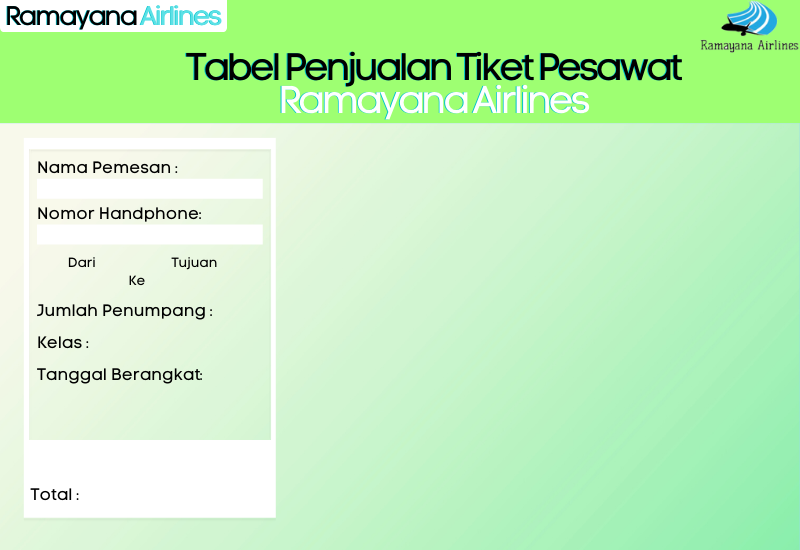 Ramayana Airlines
Ramayana Airlines
Tabel Penjualan Tiket Pesawat
Ramayana Airlines
Nama Pemesan :
Nomor Handphone:
Dari Tujuan
Ke
Jumlah Penumpang :
Kelas :
Tanggal Berangkat:
Total :